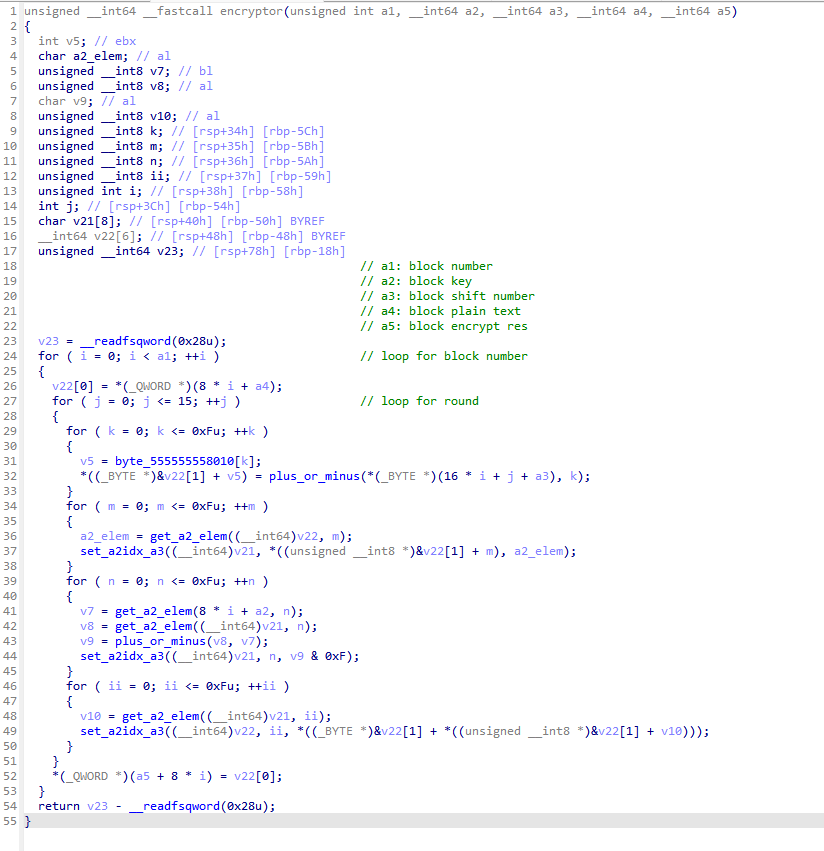 1 unsigned __int64 __fastcall encryptor(unsigned int a1, __int64 a2, __int64 a3, __int64 a4, __int64 a5)
2 {
3   int v5; // ebx
4   char a2_elem; // al
5   unsigned __int8 v7; // bl
6   unsigned __int8 v8; // al
7   char v9; // al
8   unsigned __int8 v10; // al
9   unsigned __int8 k; // [rsp+34h] [rbp-5Ch]
10   unsigned __int8 m; // [rsp+35h] [rbp-5Bh]
11   unsigned __int8 n; // [rsp+36h] [rbp-5Ah]
12   unsigned __int8 ii; // [rsp+37h] [rbp-59h]
13   unsigned int i; // [rsp+38h] [rbp-58h]
14   int j; // [rsp+3Ch] [rbp-54h]
15   char v21[8]; // [rsp+40h] [rbp-50h] BYREF
16   __int64 v22[6]; // [rsp+48h] [rbp-48h] BYREF
17   unsigned __int64 v23; // [rsp+78h] [rbp-18h]
18 // a1: block number
19 // a2: block key
20 // a3: block shift number
21 // a4: block plain text
22 // a5: block encrypt res
23   v23 = __readfsqword(0x28u);
24   for ( i = 0; i < a1; ++i ) // loop for block number
25   {
26     v22[0] = *(_QWORD *)(8 * i + a4);
27     for ( j = 0; j <= 15; ++j ) // loop for round
28     {
29       for ( k = 0; k <= 0xFu; ++k )
30       {
31         v5 = byte_555555558010[k];
32         *((_BYTE *)&v22[1] + v5) = plus_or_minus(*(_BYTE *)(16 * i + j + a3), k);
33       }
34       for ( m = 0; m <= 0xFu; ++m )
35       {
36         a2_elem = get_a2_elem((__int64)v22, m);
37         set_a2idx_a3((__int64)v21, *((unsigned __int8 *)&v22[1] + m), a2_elem);
38       }
39       for ( n = 0; n <= 0xFu; ++n )
40       {
41         v7 = get_a2_elem(8 * i + a2, n);
42         v8 = get_a2_elem((__int64)v21, n);
43         v9 = plus_or_minus(v8, v7);
44         set_a2idx_a3((__int64)v21, n, v9 & 0xF);
45       }
46       for ( ii = 0; ii <= 0xFu; ++ii )
47       {
48         v10 = get_a2_elem((__int64)v21, ii);
49         set_a2idx_a3((__int64)v22, ii, *((_BYTE *)&v22[1] + *((unsigned __int8 *)&v22[1] + v10)));
50       }
51     }
52     *(_QWORD *)(a5 + 8 * i) = v22[0];
53   }
54   return v23 - __readfsqword(0x28u);
55 }